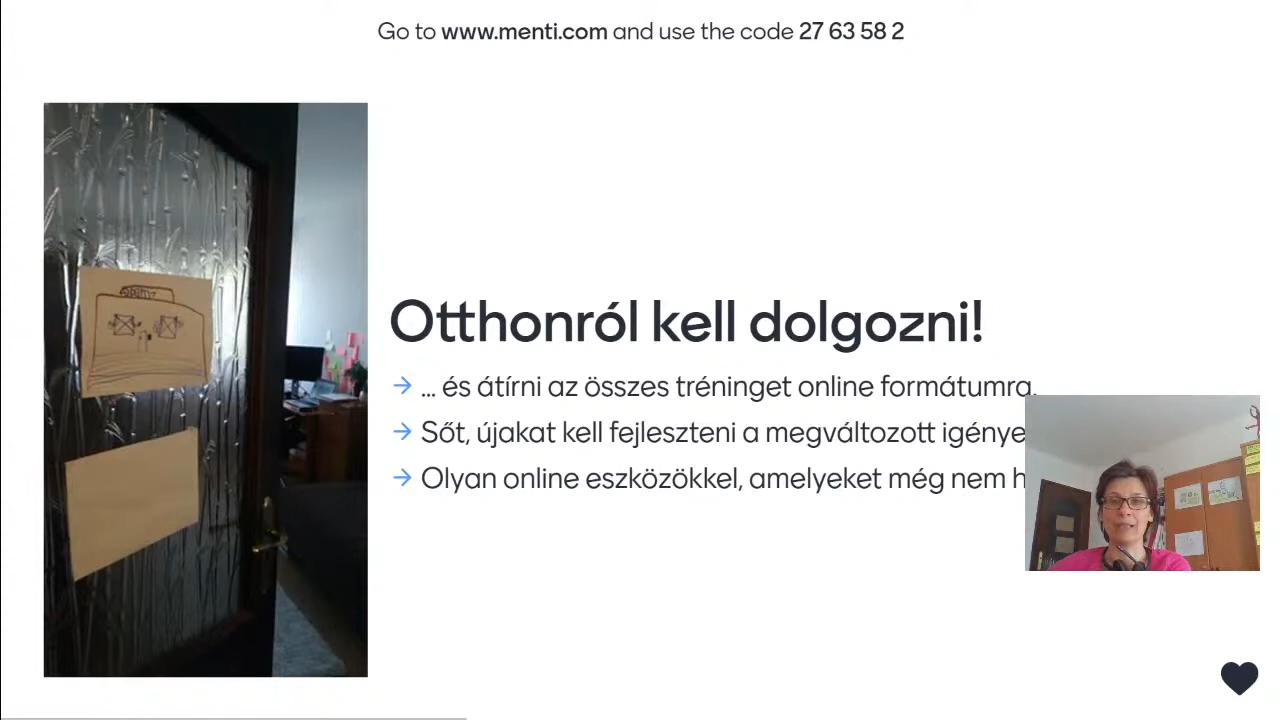 Go to www.menti.com and use the code 27 63 58 2
Otthonról kell dolgozni!
→ ... és átírni az összes tréninget online formátumra.
→ Sőt, újakat kell fejleszteni a megváltozott igénye
→ Olyan online eszközökkel, amelyeket még nem h